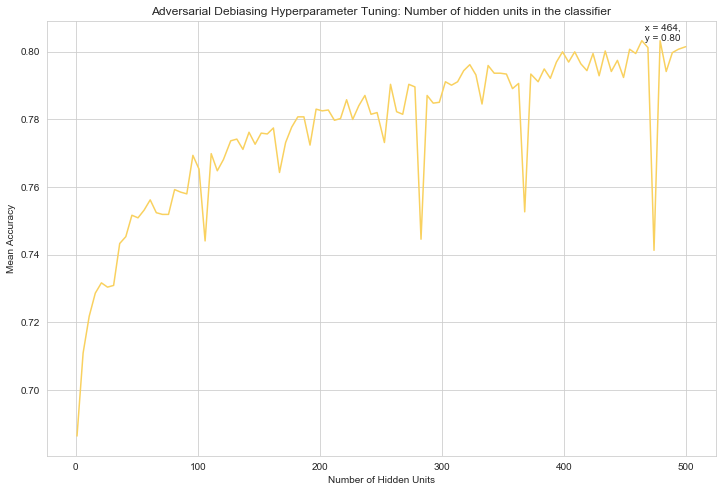 Adversarial Debiasing Hyperparameter Tuning: Number of hidden units in the classifier
x = 464,
y = 0.80
0.80
0.78
0.76
0.74
0.72
0.70
Mean Accuracy
0 100 200 300 400 500
Number of Hidden Units